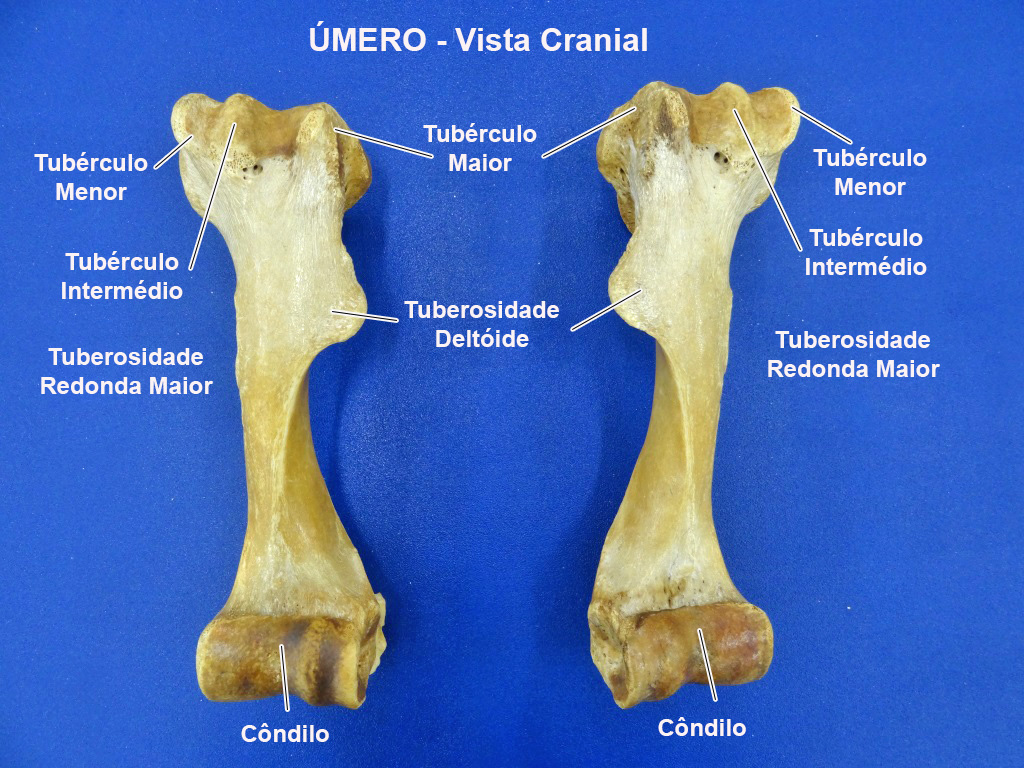 ÚMERO - Vista Cranial
Tubérculo
Menor
Tubérculo
Maior
Tubérculo
Menor
Tubérculo
Intermédio
Tubérculo
Intermédio
Tuberosidade
Deltóide
Tuberosidade
Redonda Maior
Tuberosidade
Redonda Maior
Côndilo
Côndilo